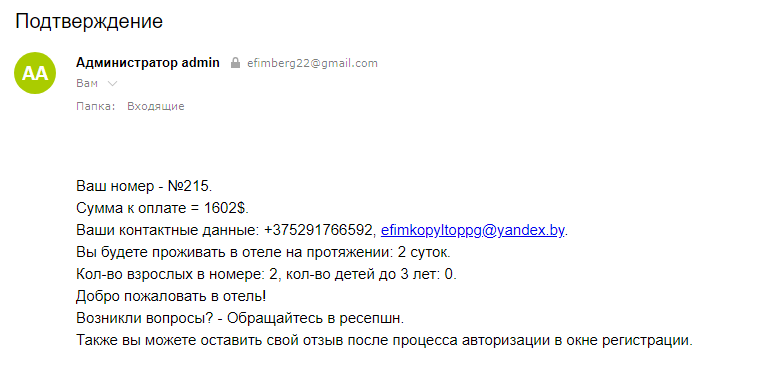 Подтверждение
AA
Администратор admin efimberg22@gmail.com
Вам
Папка: Входящие
Ваш номер - №215.
Сумма к оплате = 1602$.
Ваши контактные данные: +375291766592, efimkopyltoppg@yandex.by.
Вы будете проживать в отеле на протяжении: 2 суток.
Кол-во взрослых в номере: 2, кол-во детей до 3 лет: 0.
Добро пожаловать в отель!
Возникли вопросы? - Обращайтесь в ресепшн.
Также вы можете оставить свой отзыв после процесса авторизации в окне регистрации.